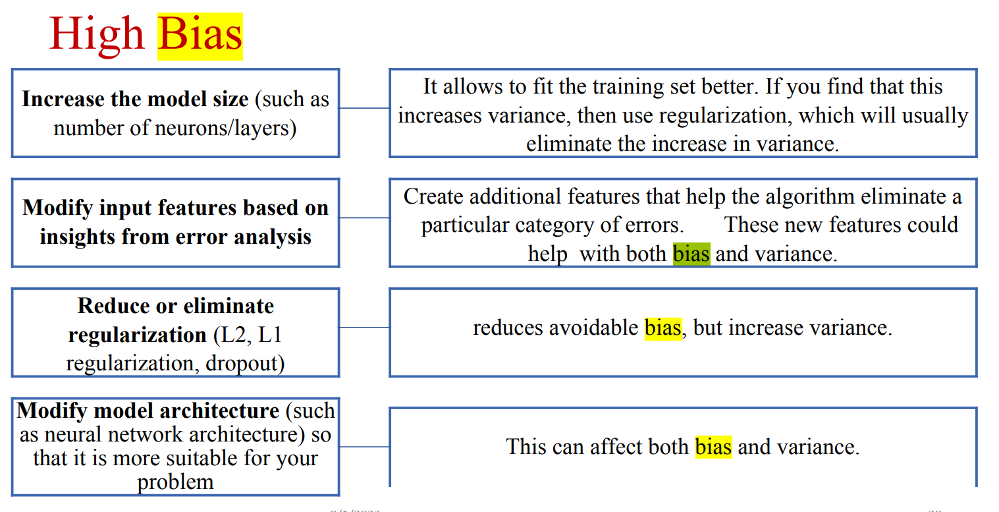 High Bias
Increase the model size (such as
number of neurons/layers)
It allows to fit the training set better. If you find that this
increases variance, then use regularization, which will usually
eliminate the increase in variance.
Modify input features based on
insights from error analysis
Create additional features that help the algorithm eliminate a
particular category of errors. These new features could
help with both bias and variance.
Reduce or eliminate
regularization (L2, L1
regularization, dropout)
reduces avoidable bias, but increase variance.
Modify model architecture (such
as neural network architecture) so
that it is more suitable for your
problem
This can affect both bias and variance.